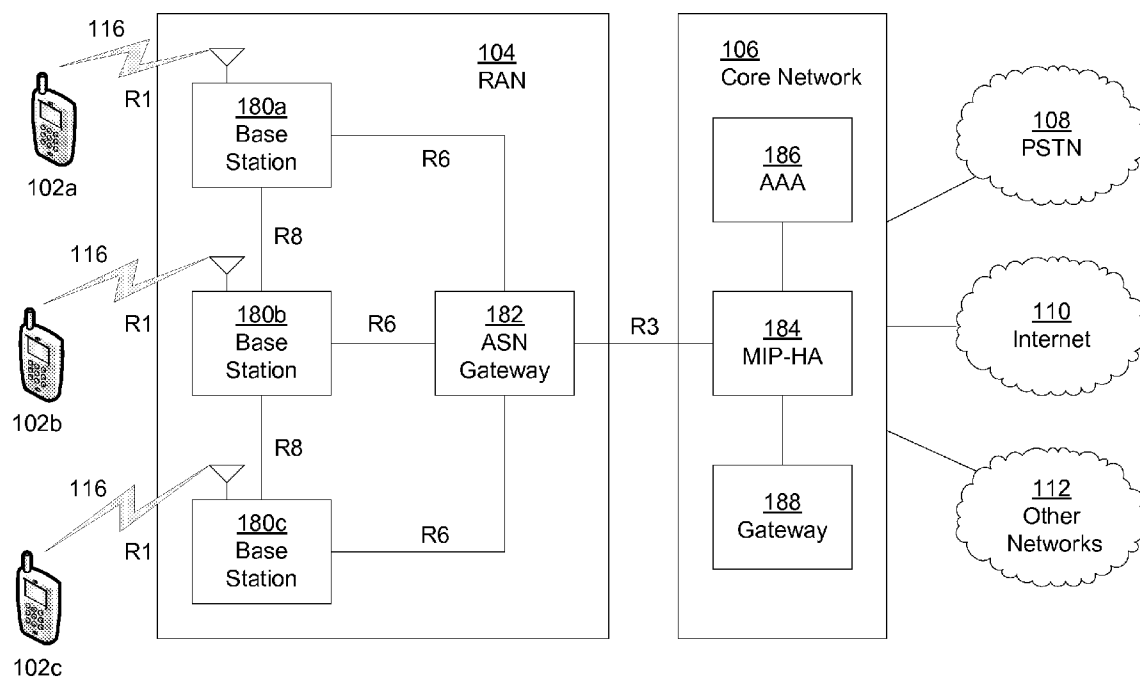 116
R1
102a
104
RAN
180a
Base
Station
R6
R8
116
R1
102b
180b
Base
Station
R6
182
ASN
Gateway
R8
116
R1
102c
180c
Base
Station
R6
R3
106
Core Network
186
AAA
184
MIP-HA
188
Gateway
108
PSTN
110
Internet
112
Other
Networks